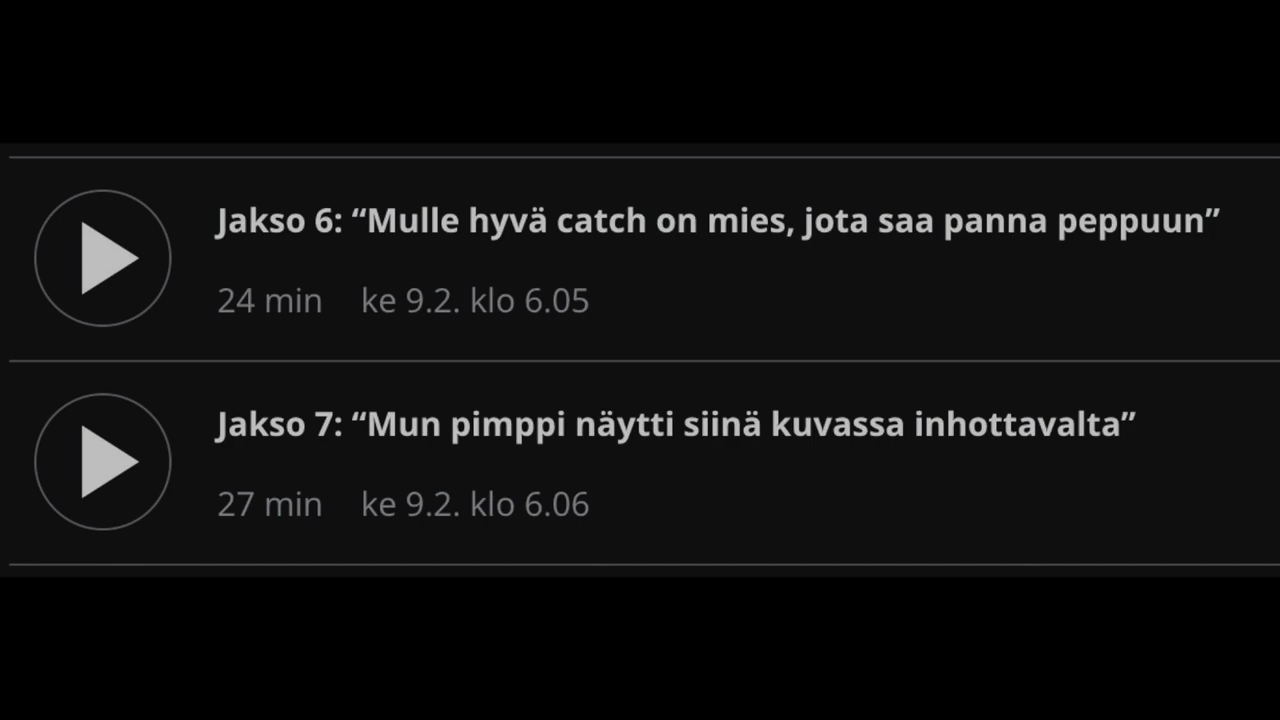 Jakso 6: “Mulle hyvä catch on mies, jota saa panna peppuun”
24 min ke 9.2. klo 6.05
Jakso 7: “Mun pimppi näytti siinä kuvassa inhottavalta”
27 min ke 9.2. klo 6.06